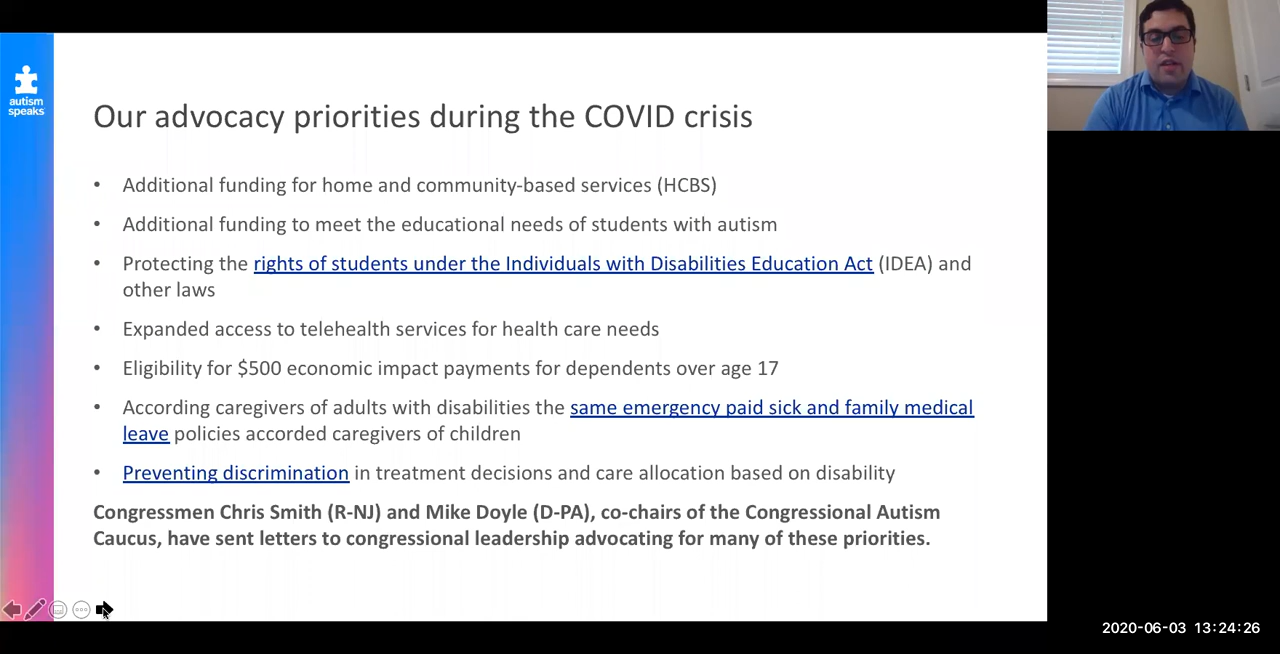 autism
speaks
Our advocacy priorities during the COVID crisis
• Additional funding for home and community-based services (HCBS)
• Additional funding to meet the educational needs of students with autism
• Protecting the rights of students under the Individuals with Disabilities Education Act (IDEA) and
other laws
• Expanded access to telehealth services for health care needs
• Eligibility for $500 economic impact payments for dependents over age 17
• According caregivers of adults with disabilities the same emergency paid sick and family medical
leave policies accorded caregivers of children
• Preventing discrimination in treatment decisions and care allocation based on disability
Congressmen Chris Smith (R-NJ) and Mike Doyle (D-PA), co-chairs of the Congressional Autism
Caucus, have sent letters to congressional leadership advocating for many of these priorities.
2020-06-03 13:24:26